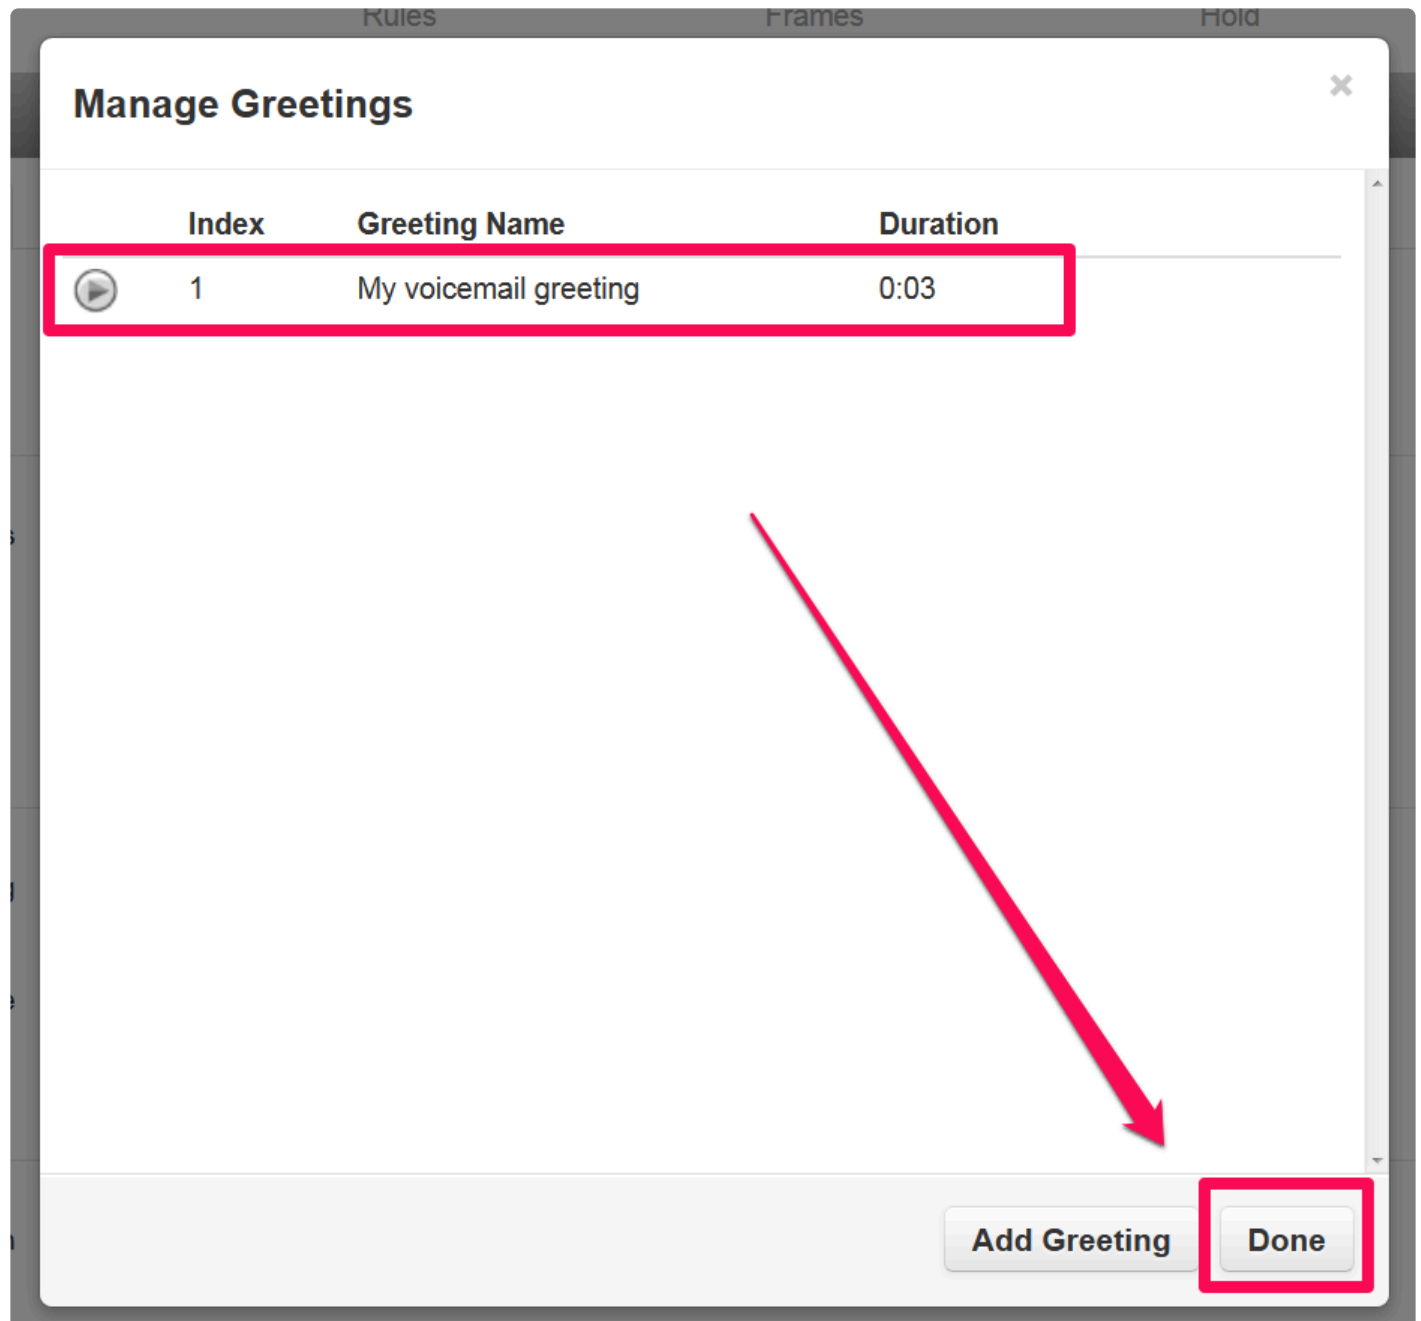 Rules Frames Hold
Manage Greetings
Index Greeting Name Duration
1 My voicemail greeting 0:03
Add Greeting Done